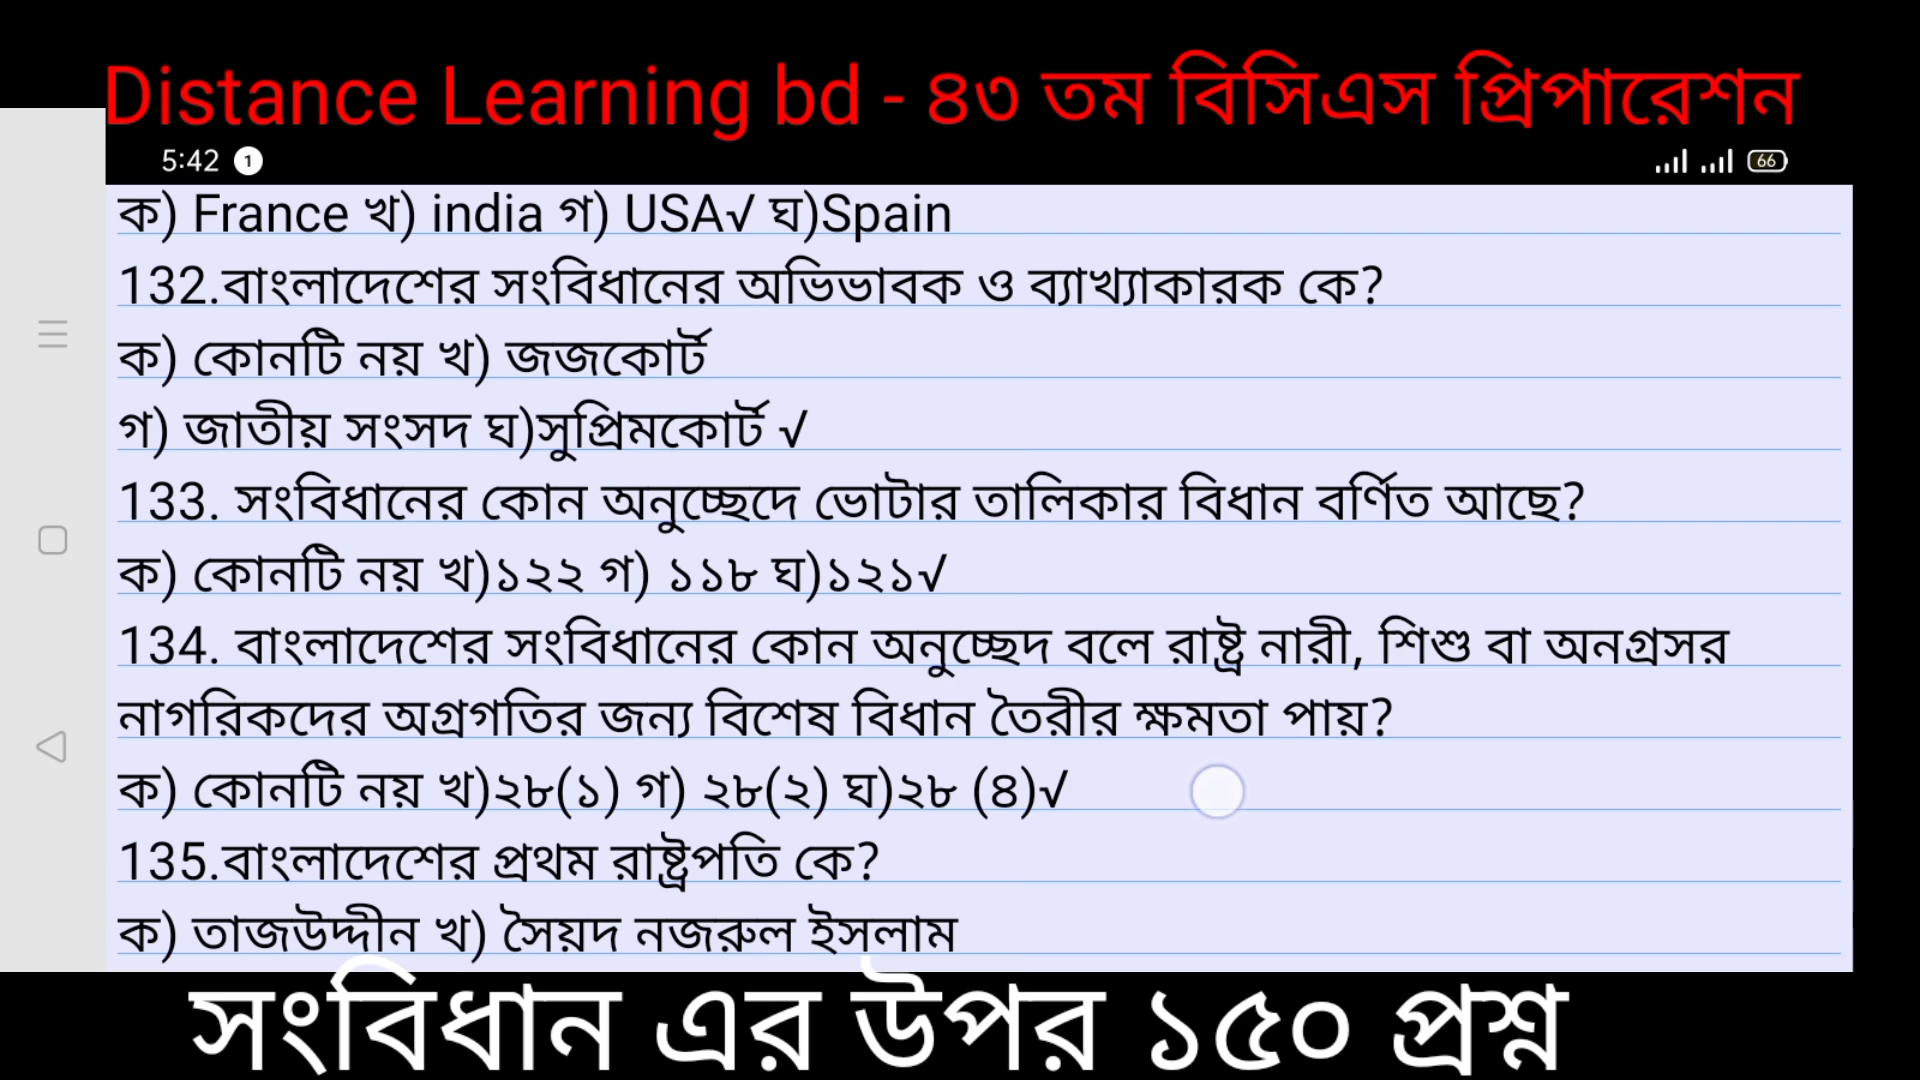 Distance Learning bd - ৪৩ তম বিসিএস প্রিপারেশন
5:42 1 66
ক) France খ) india গ) USA√ ঘ)Spain
132.বাংলাদেশের সংবিধানের অভিভাবক ও ব্যাখ্যাকারক কে?
ক) কোনটি নয় খ) জজকোর্ট
গ) জাতীয় সংসদ ঘ)সুপ্রিমকোর্ট √
133. সংবিধানের কোন অনুচ্ছেদে ভোটার তালিকার বিধান বর্ণিত আছে?
ক) কোনটি নয় খ)১২২ গ) ১১৮ ঘ)১২১√
134. বাংলাদেশের সংবিধানের কোন অনুচ্ছেদ বলে রাষ্ট্র নারী, শিশু বা অনগ্রসর
নাগরিকদের অগ্রগতির জন্য বিশেষ বিধান তৈরীর ক্ষমতা পায়?
ক) কোনটি নয় খ)২৮(১) গ) ২৮(২) ঘ)২৮ (৪)√
135.বাংলাদেশের প্রথম রাষ্ট্রপতি কে?
ক) তাজউদ্দীন খ) সৈয়দ নজরুল ইসলাম
সংবিধান এর উপর ১৫০ প্রশ্ন